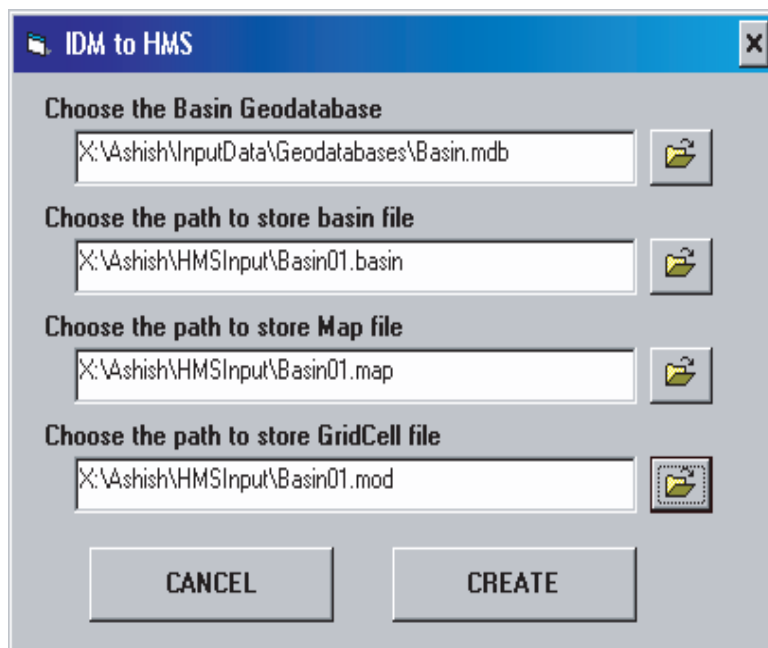 IDM to HMS
Choose the Basin Geodatabase
X:\Ashish\InputData\Geodatabases\Basin.mdb
Choose the path to store basin file
X:\Ashish\HMSInput\Basin01.basin
Choose the path to store Map file
X:\Ashish\HMSInput\Basin01.map
Choose the path to store GridCell file
X:\Ashish\HMSInput\Basin01.mod
CANCEL CREATE